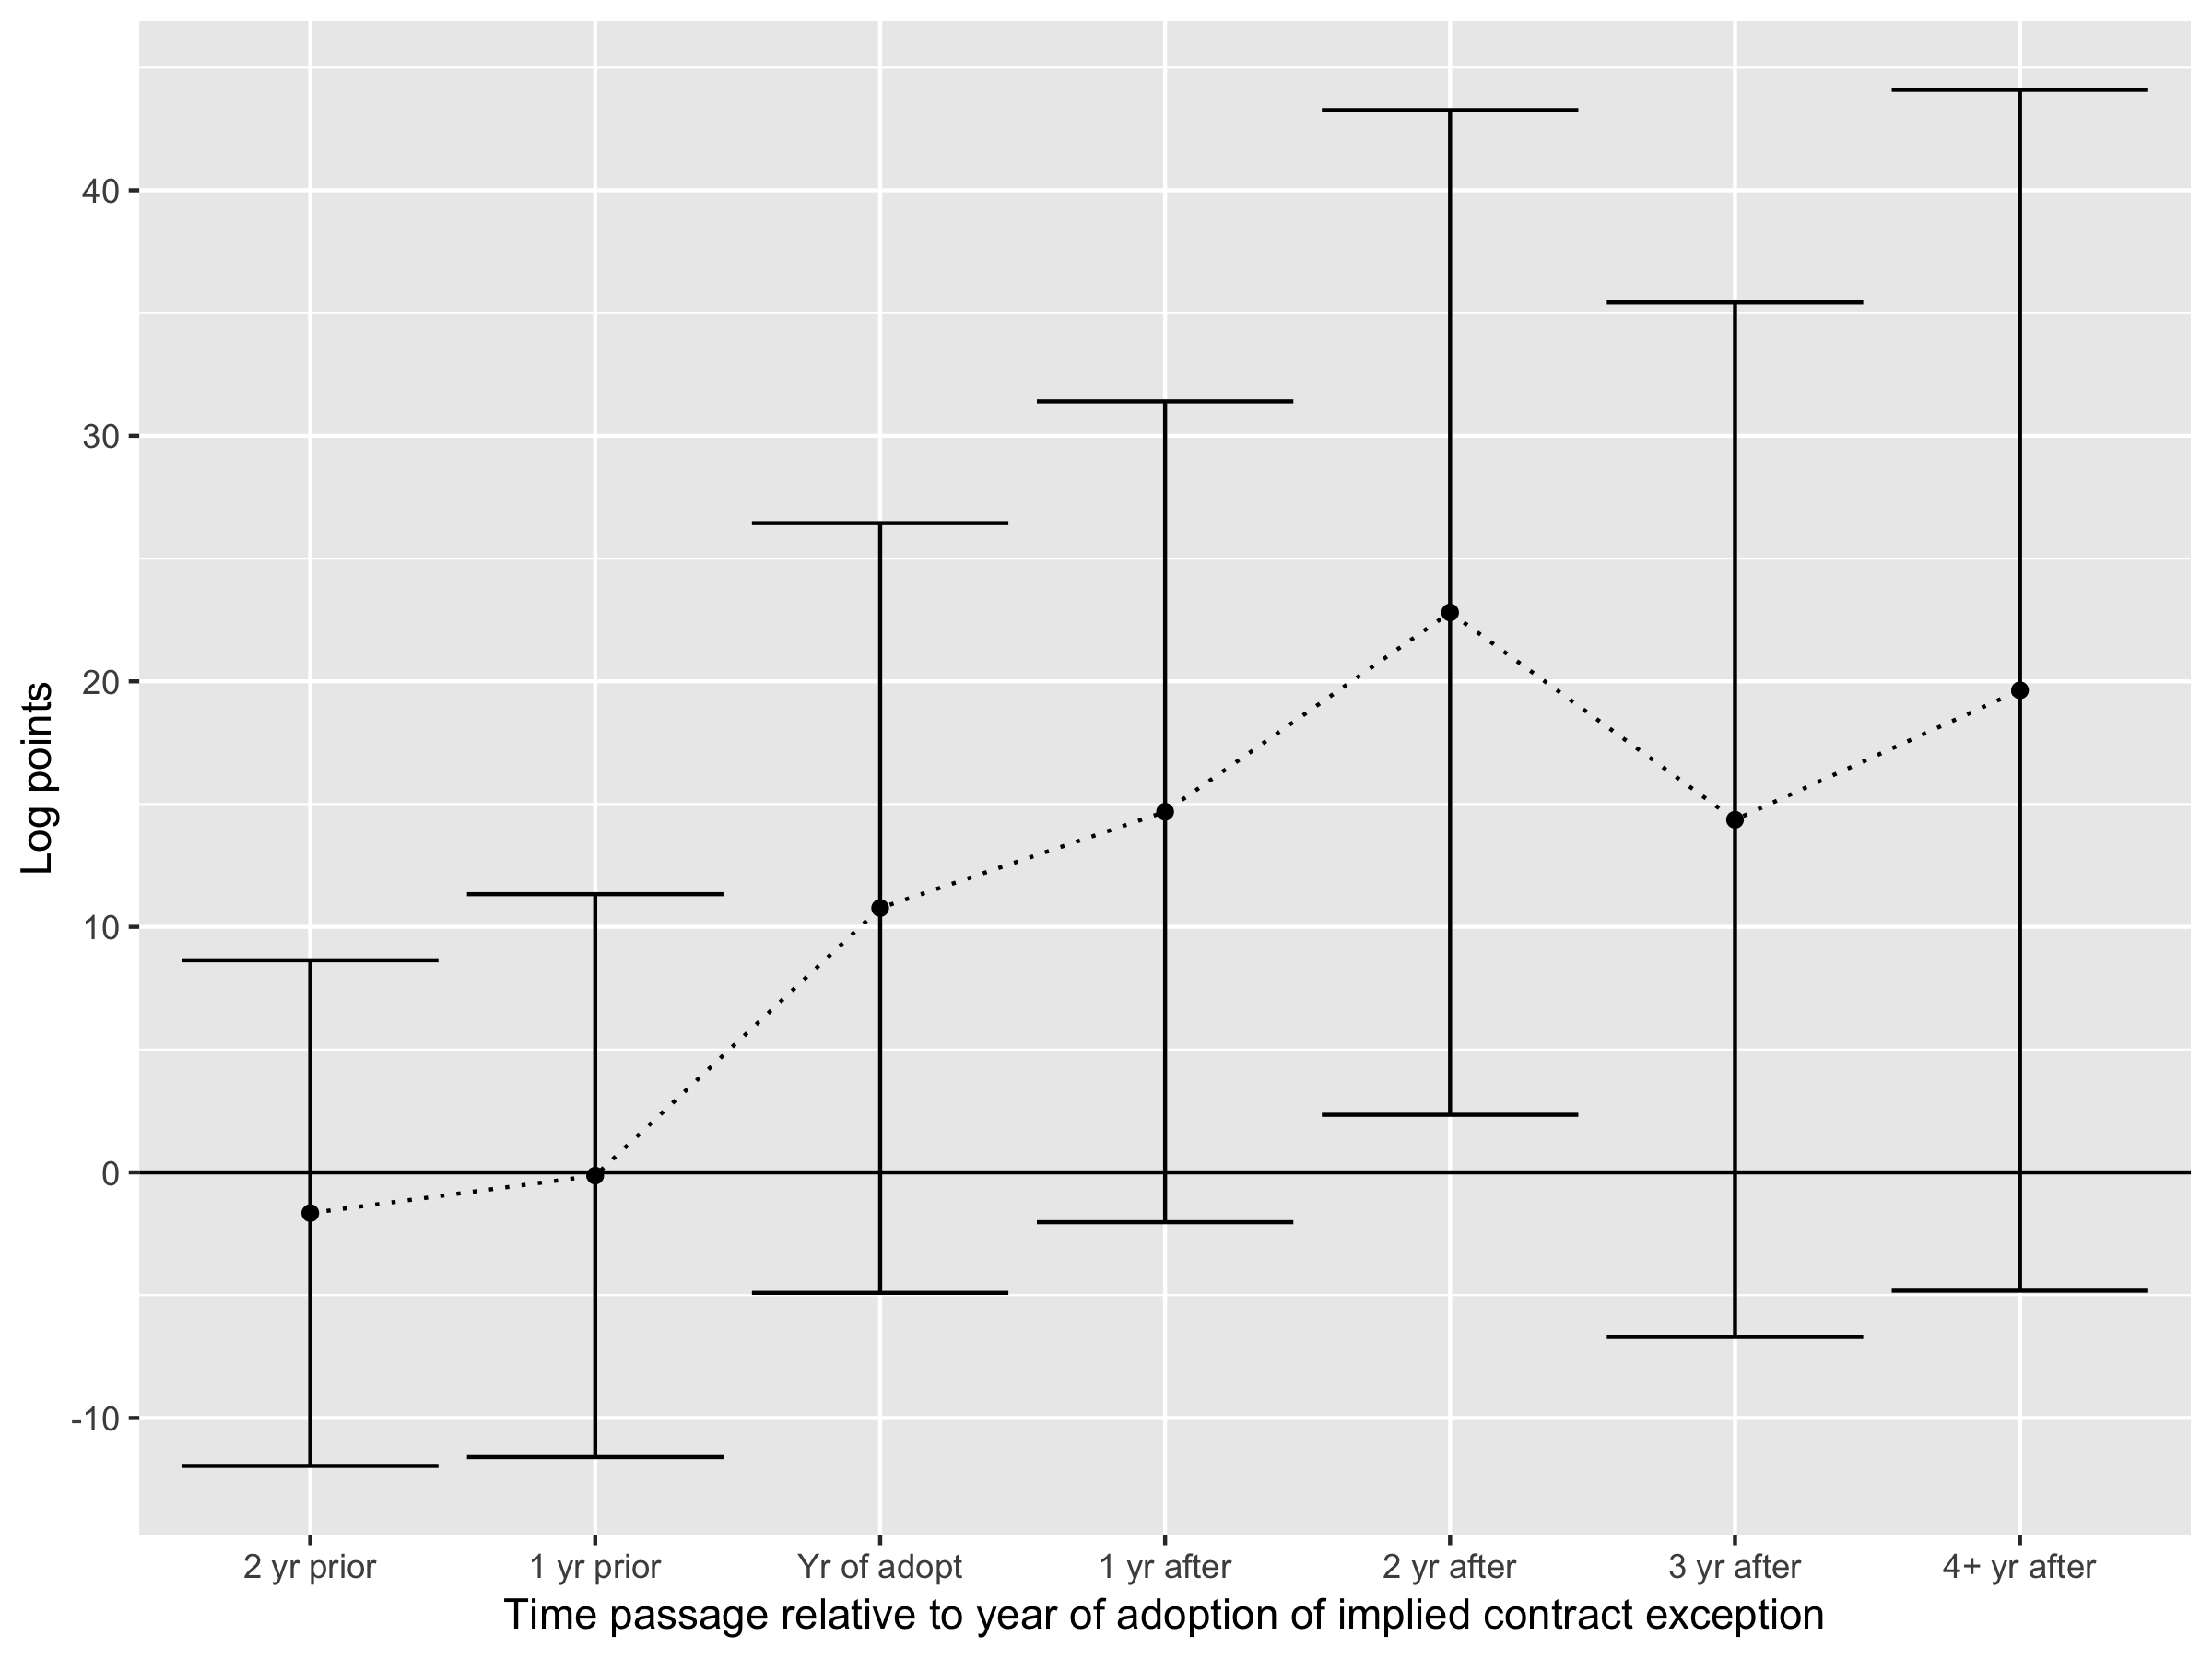 40
30
20
10
0
-10
Log points
2 yr prior
1 yr prior
Yr of adopt
1 yr after
2 yr after
3 yr after
4+ yr after
Time passage relative to year of adoption of implied contract exception